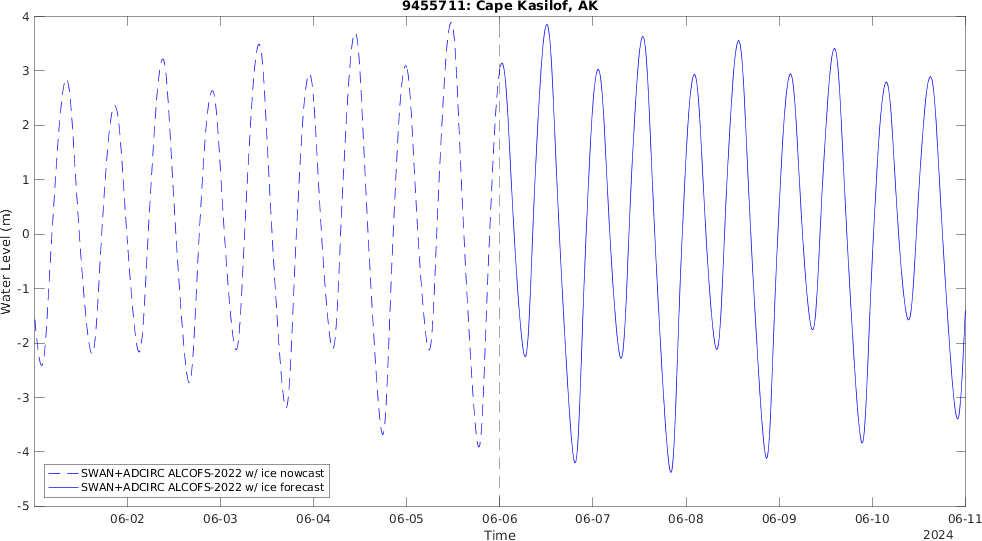 9455711: Cape Kasilof, AK
4
3
2
1
0
-1
-2
-3
-4
-5
Water Level (m)
SWAN+ADCIRC ALCOFS-2022 w/ ice nowcast
SWAN+ADCIRC ALCOFS-2022 w/ ice forecast
06-02 06-03 06-04 06-05 06-06 06-07 06-08 06-09 06-10 06-11
Time
2024